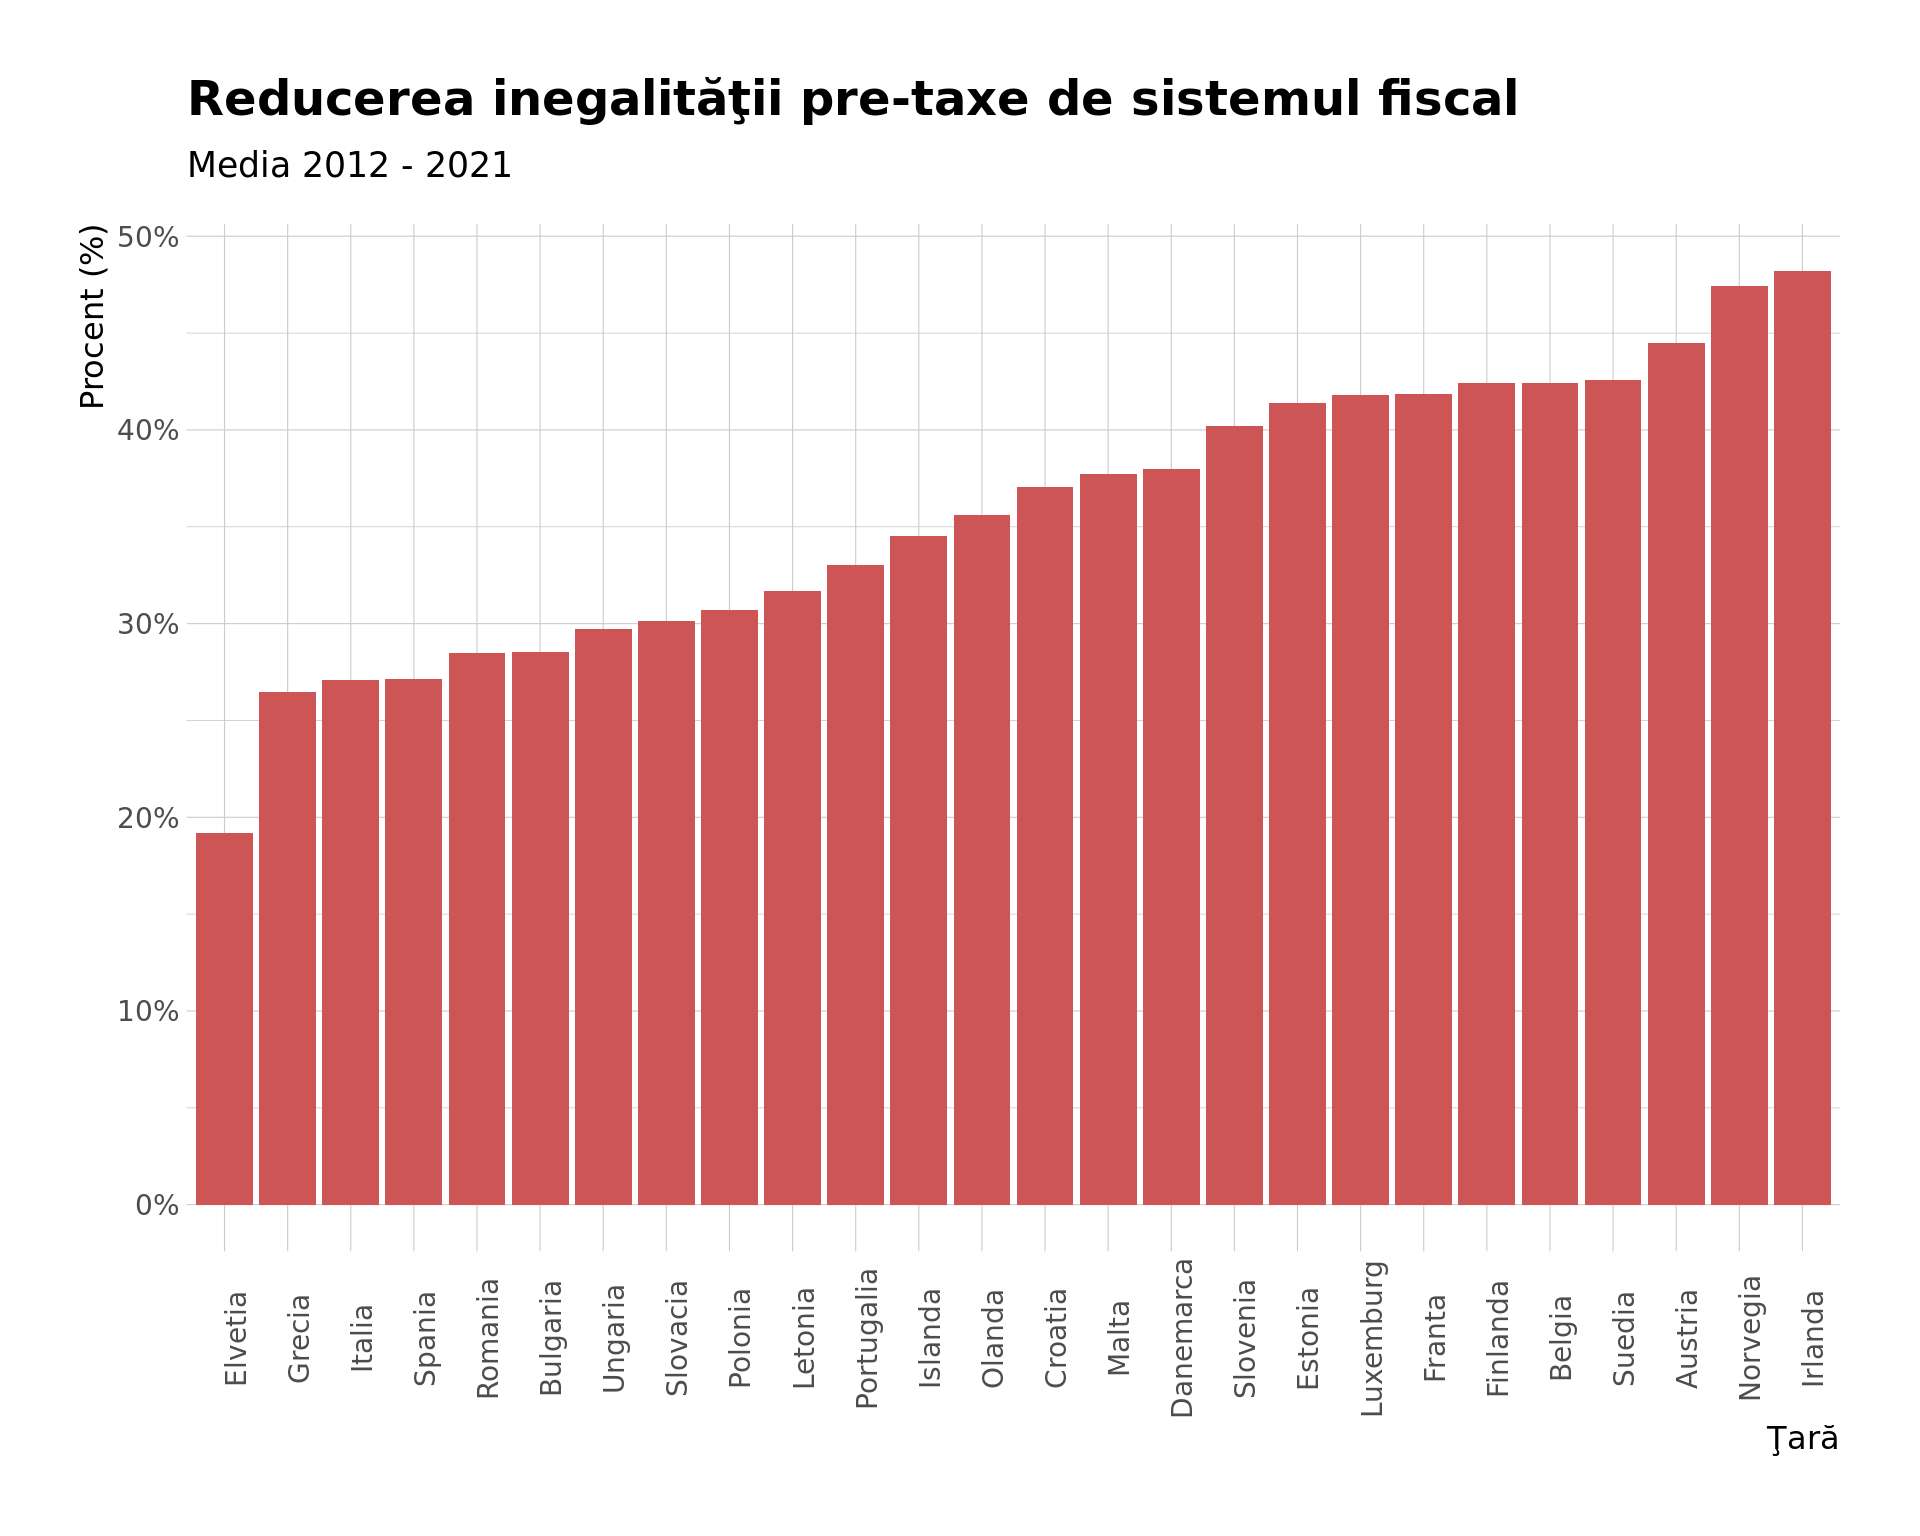 Reducerea inegalităţii pre-taxe de sistemul fiscal
Media 2012 - 2021
Procent (%)
50%
40%
30%
20%
10%
0%
Elvetia
Grecia
Italia
Spania
Romania
Bulgaria
Ungaria
Slovacia
Polonia
Letonia
Portugalia
Islanda
Olanda
Croatia
Malta
Danemarca
Slovenia
Estonia
Luxemburg
Franta
Finlanda
Belgia
Suedia
Austria
Norvegia
Irlanda
Ţară